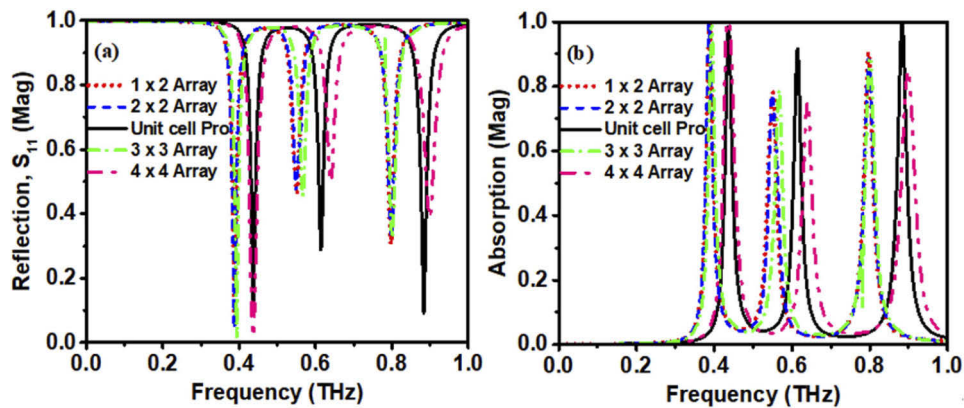 (a)
Reflection, S11 (Mag)
1.0
0.8
0.6
0.4
0.2
0.0
1 x 2 Array
2 x 2 Array
Unit cell Pro
3 x 3 Array
4 x 4 Array
0.0 0.2 0.4 0.6 0.8 1.0
Frequency (THz)
(b)
Absorption (Mag)
1.0
0.8
0.6
0.4
0.2
0.0
1 x 2 Array
2 x 2 Array
Unit cell Pro
3 x 3 Array
4 x 4 Array
0.0 0.2 0.4 0.6 0.8 1.0
Frequency (THz)